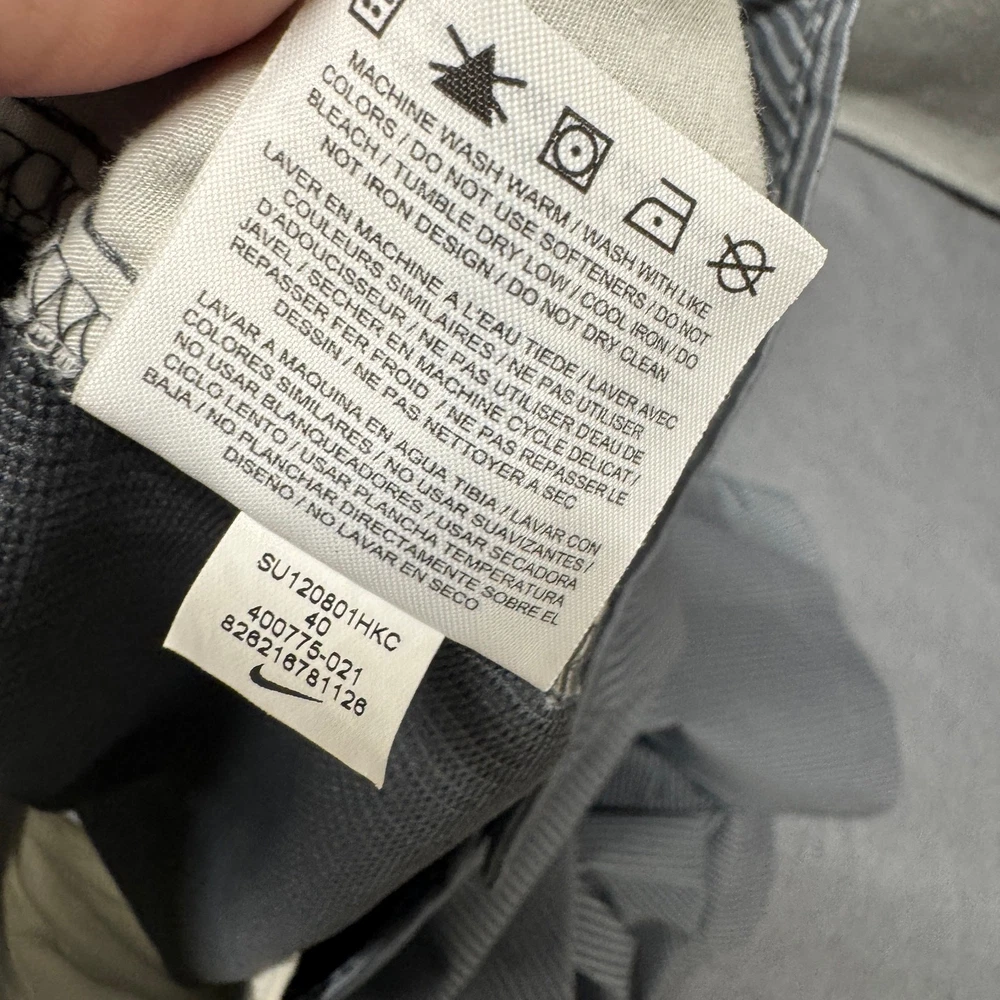 MACHINE WASH WARM / WASH WITH LIKE
COLORS / DO NOT USE SOFTENERS / DO NOT
BLEACH / TUMBLE DRY LOW / COOL IRON / DO
NOT IRON DESIGN / DO NOT DRY CLEAN
LAVER EN MACHINE A L'EAU TIEDE / LAVER AVEC
COULEURS SIMILAIRES / NE PAS UTILISER
D'ADOUCISSEUR / NE PAS UTILISER D'EAU DE
JAVEL / SECHER EN MACHINE CYCLE DELICAT /
REPASSER FER FROID / NE PAS REPASSER LE
DESSIN / NE PAS NETTOYER A SEC
LAVAR A MAQUINA EN AGUA TIBIA / LAVAR CON
COLORES SIMILARES / NO USAR SUAVIZANTES /
NO USAR BLANQUEADORES / USAR SECADORA
CICLO LENTO / USAR PLANCHA TEMPERATURA
BAJA / NO PLANCHAR DIRECTAMENTE SOBRE EL
DISENO / NO LAVAR EN SECO
SU120801HKC
40
400775-021
826216781126